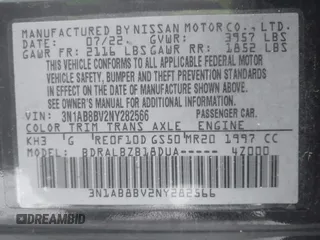 MANUFACTURED BY NISSAN MOTOR CO., LTD.
DATE: 07/22 GVWR: 3957 LBS
GAWR FR: 2116 LBS GAWR RR: 1852 LBS
THIS VEHICLE CONFORMS TO ALL APPLICABLE FEDERAL MOTOR
VEHICLE SAFETY, BUMPER AND THEFT PREVENTION STANDARDS
IN EFFECT ON THE DATE OF MANUFACTURE SHOWN ABOVE.
SEE OWNER'S MANUAL FOR ADDITIONAL INFORMATION
VIN: 3N1AB8BV2NY282566 PASSENGER CAR.
COLOR TRIM TRANS AXLE ENGINE
KH3 G RE0F10D GS50 MR20 1997 CC
MODEL: BDRALBZB18DUA---- 4Z000
3N1AB8BV2NY282566
DREAMBID